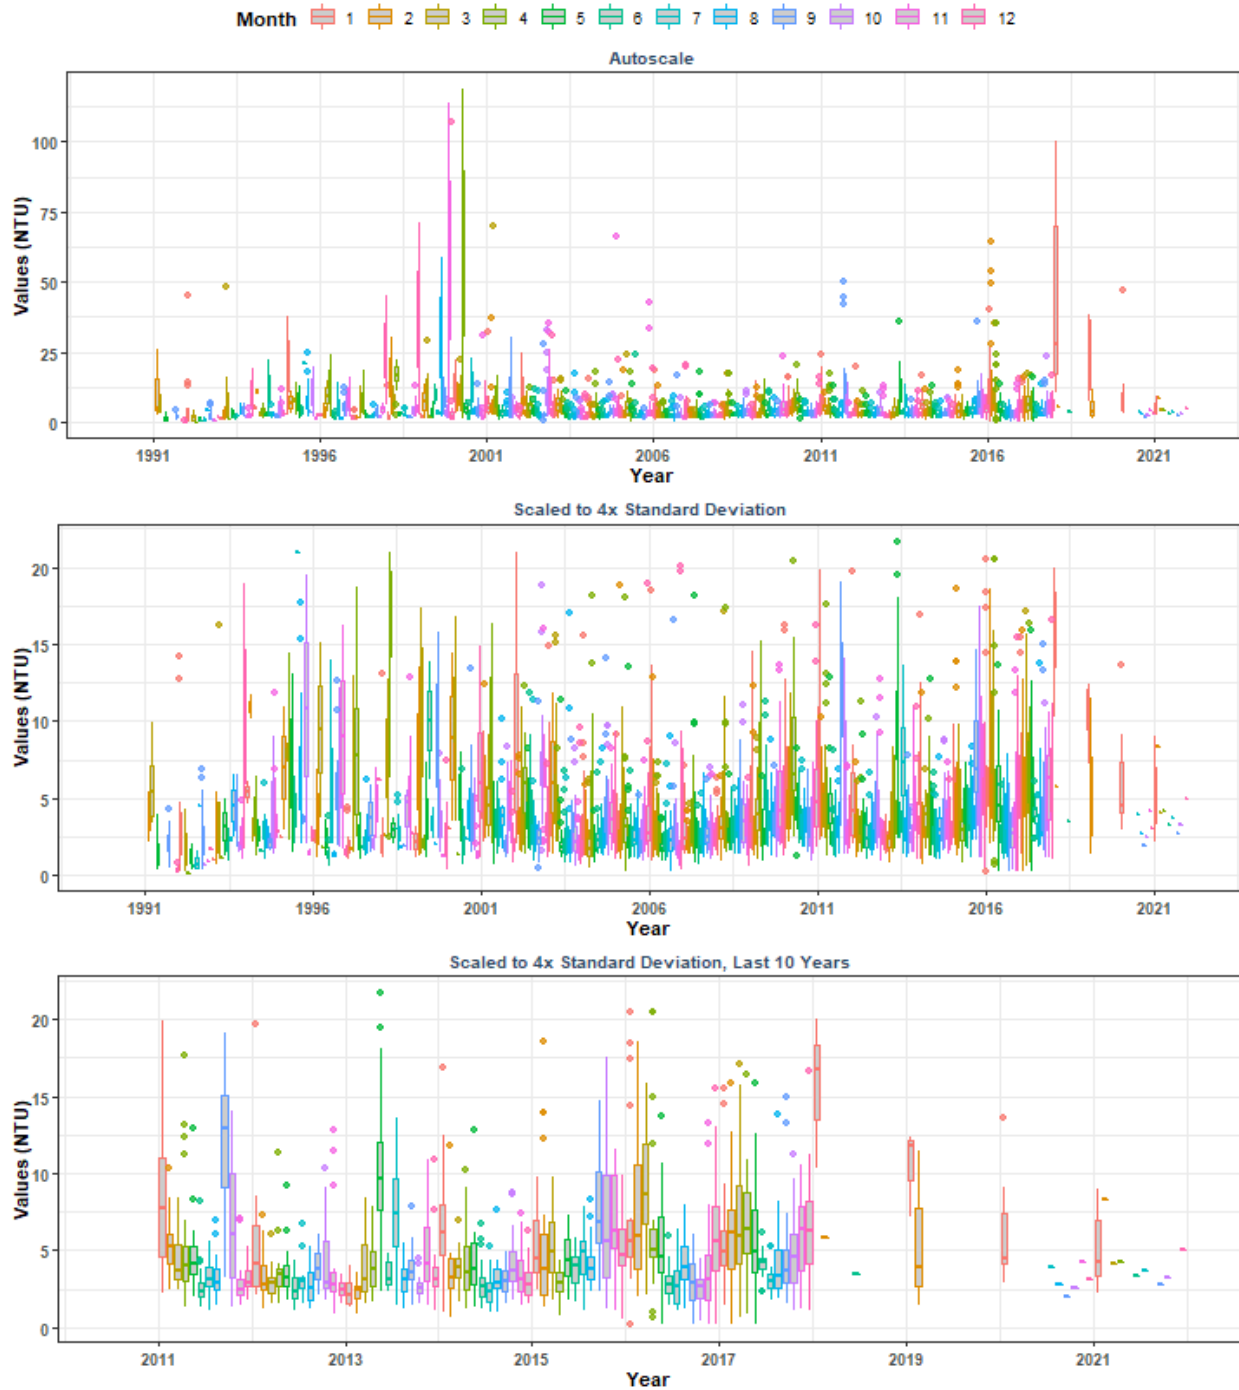 Month 1 2 3 4 5 6 7 8 9 10 11 12
Autoscale
Values (NTU)
100
75
50
25
0
1991 1996 2001 2006 2011 2016 2021
Year
Scaled to 4x Standard Deviation
Values (NTU)
20
15
10
5
0
1991 1996 2001 2006 2011 2016 2021
Year
Scaled to 4x Standard Deviation, Last 10 Years
Values (NTU)
20
15
10
5
0
2011 2013 2015 2017 2019 2021
Year